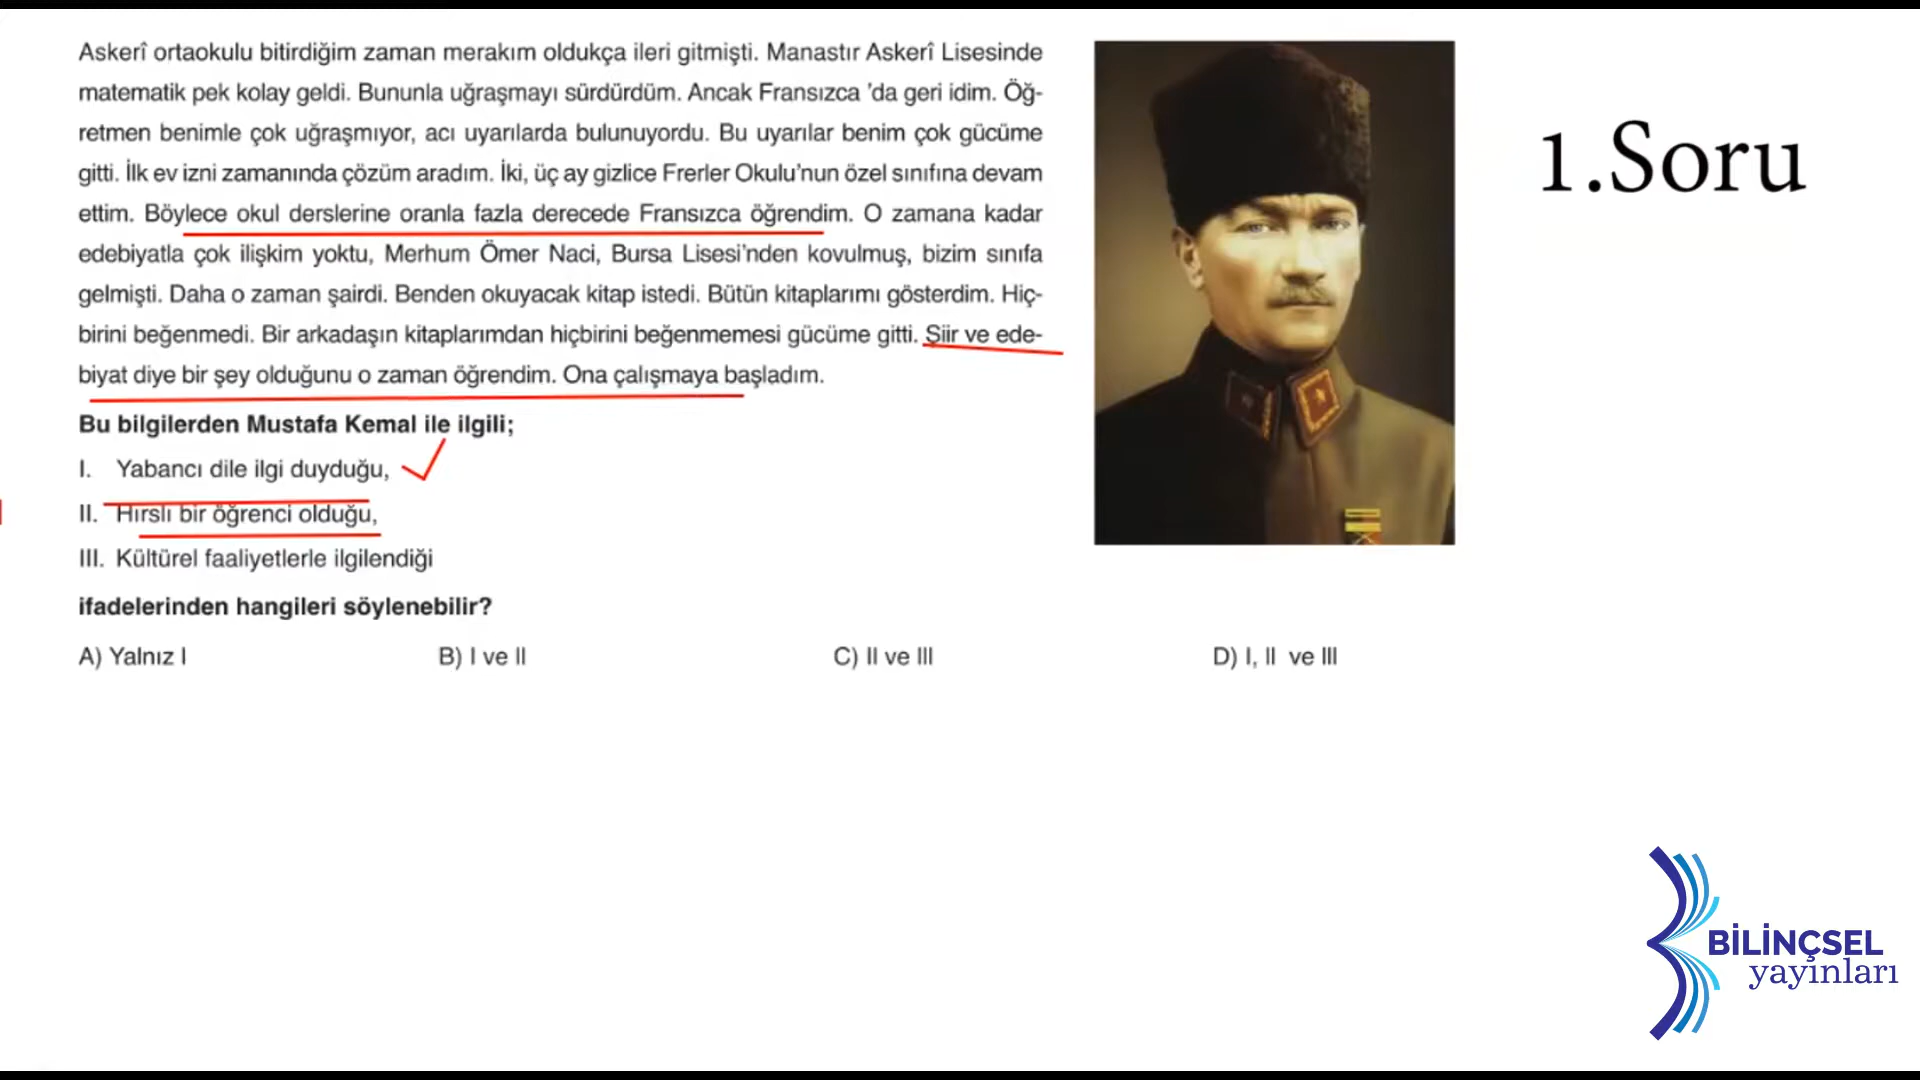 Askerî ortaokulu bitirdiğim zaman merakım oldukça ileri gitmişti. Manastır Askerî Lisesinde
matematik pek kolay geldi. Bununla uğraşmayı sürdürdüm. Ancak Fransızca 'da geri idim. Öğ-
retmen benimle çok uğraşmıyor, acı uyarılarda bulunuyordu. Bu uyarılar benim çok gücüme
gitti. İlk ev izni zamanında çözüm aradım. İki, üç ay gizlice Frerler Okulu'nun özel sınıfına devam
ettim. Böylece okul derslerine oranla fazla derecede Fransızca öğrendim. O zamana kadar
edebiyatla çok ilişkim yoktu, Merhum Ömer Naci, Bursa Lisesi'nden kovulmuş, bizim sınıfa
gelmişti. Daha o zaman şairdi. Benden okuyacak kitap istedi. Bütün kitaplarımı gösterdim. Hiç-
birini beğenmedi. Bir arkadaşın kitaplarımdan hiçbirini beğenmemesi gücüme gitti. Şiir ve ede-
biyat diye bir şey olduğunu o zaman öğrendim. Ona çalışmaya başladım.
Bu bilgilerden Mustafa Kemal ile ilgili;
I. Yabancı dile ilgi duyduğu,
II. Hırslı bir öğrenci olduğu,
III. Kültürel faaliyetlerle ilgilendiği
ifadelerinden hangileri söylenebilir?
A) Yalnız I B) I ve II C) II ve III D) I, II ve III
1.Soru
BİLİNÇSEL
yayınları